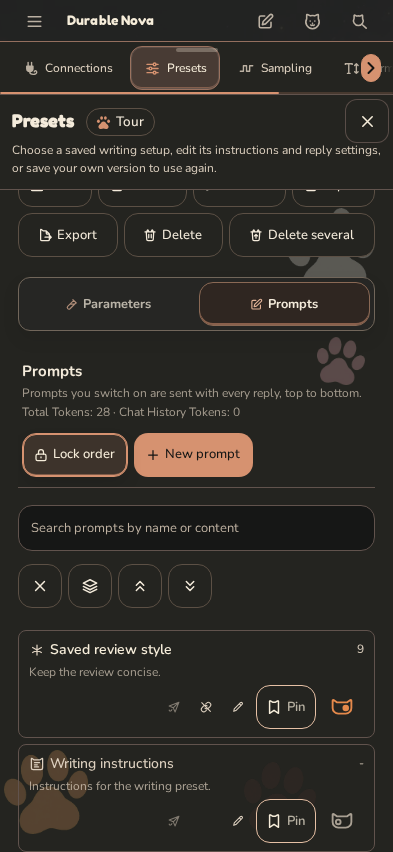 Durable Nova
Connections
Presets
Sampling
Presets
Tour
Choose a saved writing setup, edit its instructions and reply settings,
or save your own version to use again.
Export
Delete
Delete several
Parameters
Prompts
Prompts
Prompts you switch on are sent with every reply, top to bottom.
Total Tokens: 28 · Chat History Tokens: 0
Lock order
New prompt
Search prompts by name or content
Saved review style
9
Keep the review concise.
Pin
Writing instructions
-
Instructions for the writing preset.
Pin